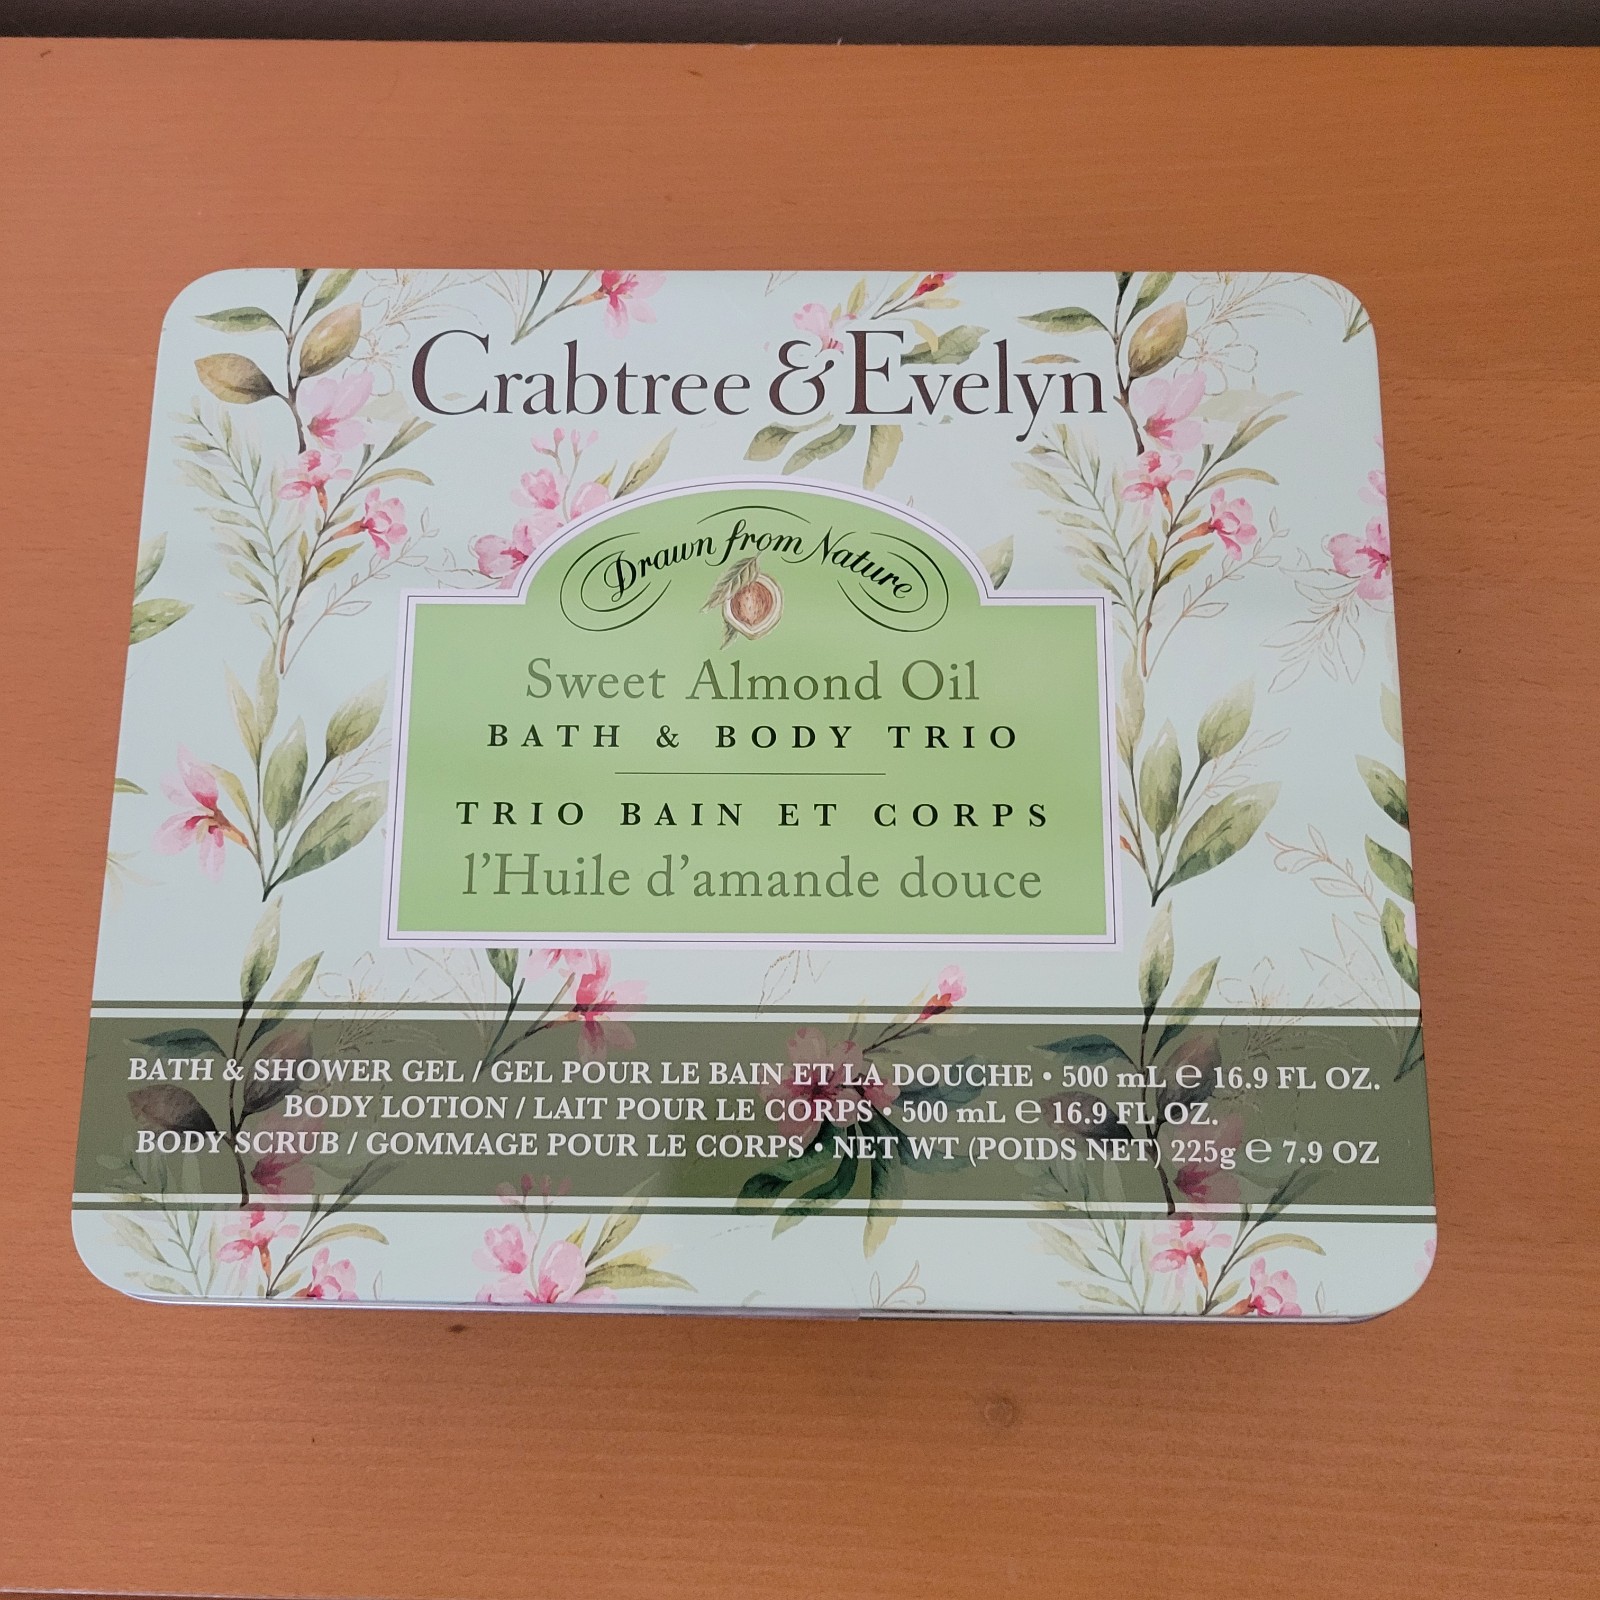 Crabtree & Evelyn
Drawn from Nature
Sweet Almond Oil
BATH & BODY TRIO
TRIO BAIN ET CORPS
l'Huile d'amande douce
BATH & SHOWER GEL / GEL POUR LE BAIN ET LA DOUCHE • 500 mL ℮ 16.9 FL OZ.
BODY LOTION / LAIT POUR LE CORPS • 500 mL ℮ 16.9 FL OZ.
BODY SCRUB / GOMMAGE POUR LE CORPS • NET WT (POIDS NET) 225g ℮ 7.9 OZ